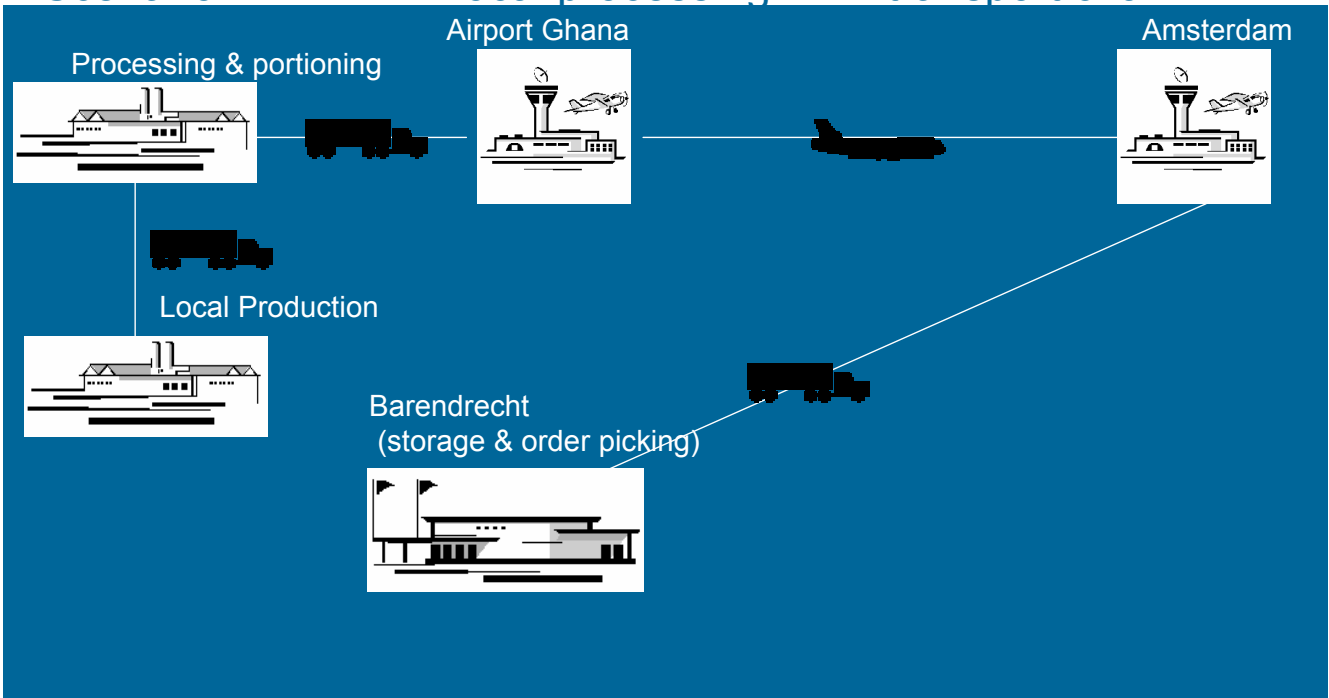 Airport Ghana
Amsterdam
Processing & portioning
Local Production
Barendrecht
(storage & order picking)